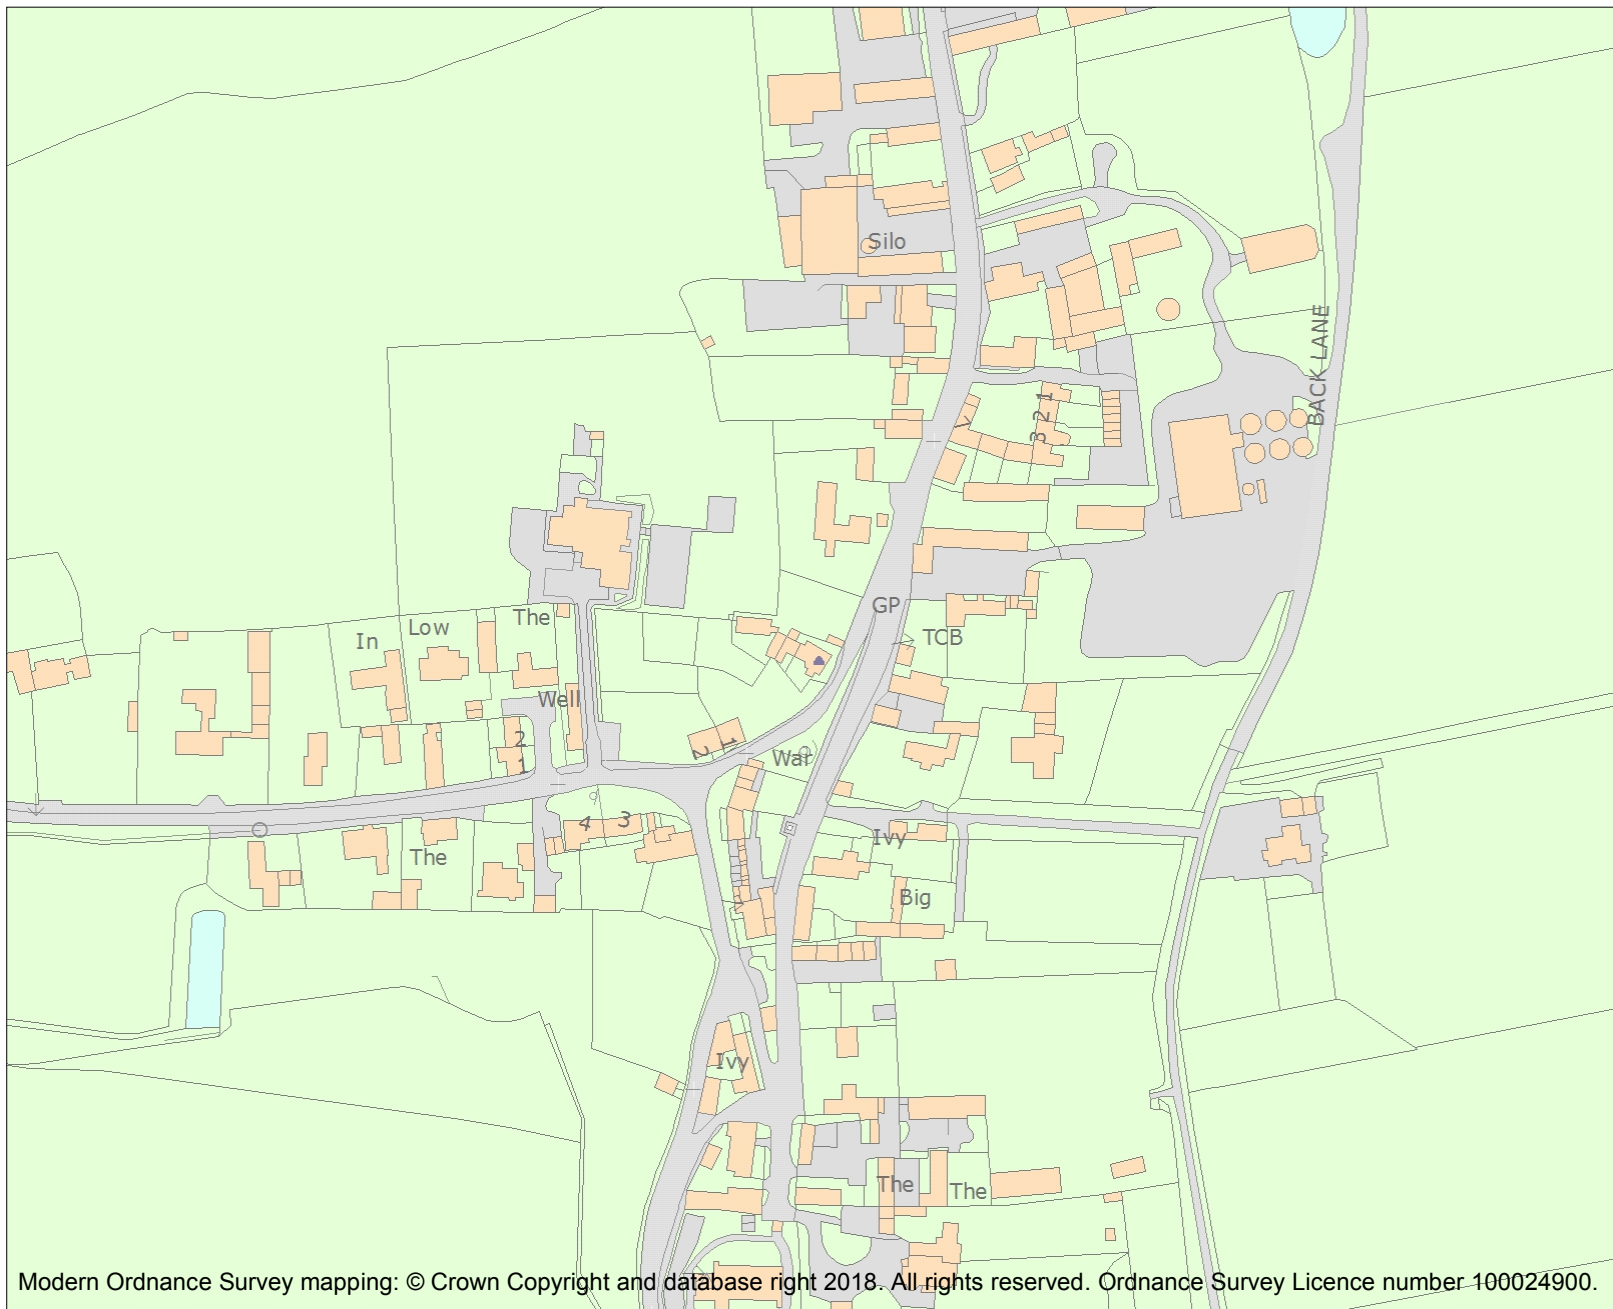 Silo
BACK LANE
1
2
3
GP
TCB
The
Low
In
Well
2
1
1
2
War
4
3
The
Ivy
Big
Ivy
The
The
Modern Ordnance Survey mapping: © Crown Copyright and database right 2018. All rights reserved. Ordnance Survey Licence number 100024900.